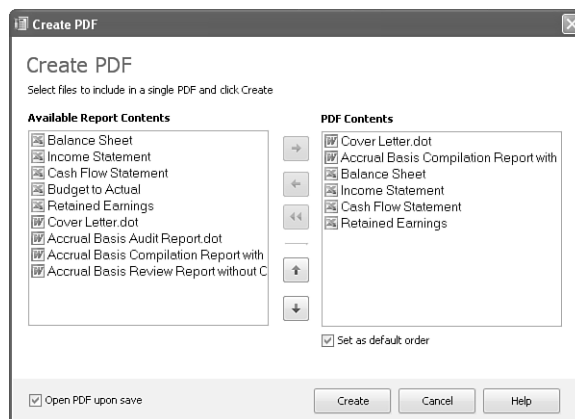 Create PDF
Create PDF
Select files to include in a single PDF and click Create
Available Report Contents
Balance Sheet
Income Statement
Cash Flow Statement
Budget to Actual
Retained Earnings
Cover Letter.dot
Accrual Basis Audit Report.dot
Accrual Basis Compilation Report with
Accrual Basis Review Report without C
PDF Contents
Cover Letter.dot
Accrual Basis Compilation Report with
Balance Sheet
Income Statement
Cash Flow Statement
Retained Earnings
Set as default order
Open PDF upon save
Create
Cancel
Help